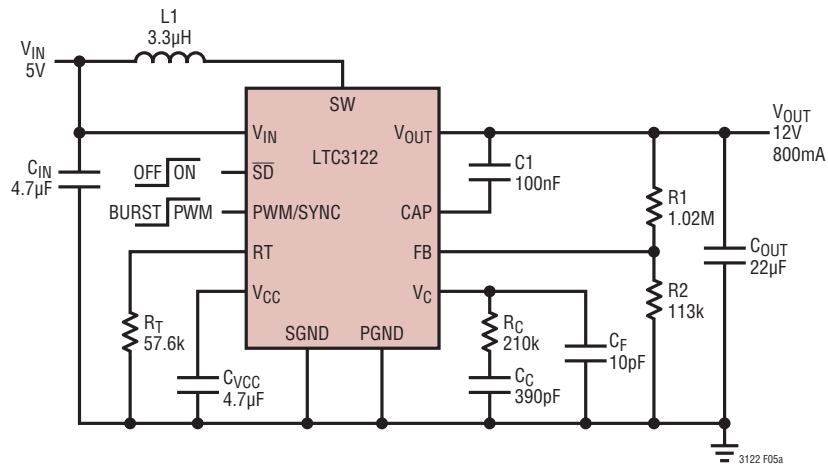 L1
3.3µH
VIN
5V
SW
VIN
VOUT
LTC3122
VOUT
12V
800mA
CIN
4.7µF
OFF ON
SD
C1
100nF
BURST PWM
PWM/SYNC
CAP
R1
1.02M
RT
FB
COUT
22µF
VCC
VC
R2
113k
RT
57.6k
SGND
PGND
RC
210k
CF
10pF
CVCC
4.7µF
CC
390pF
3122 F05a